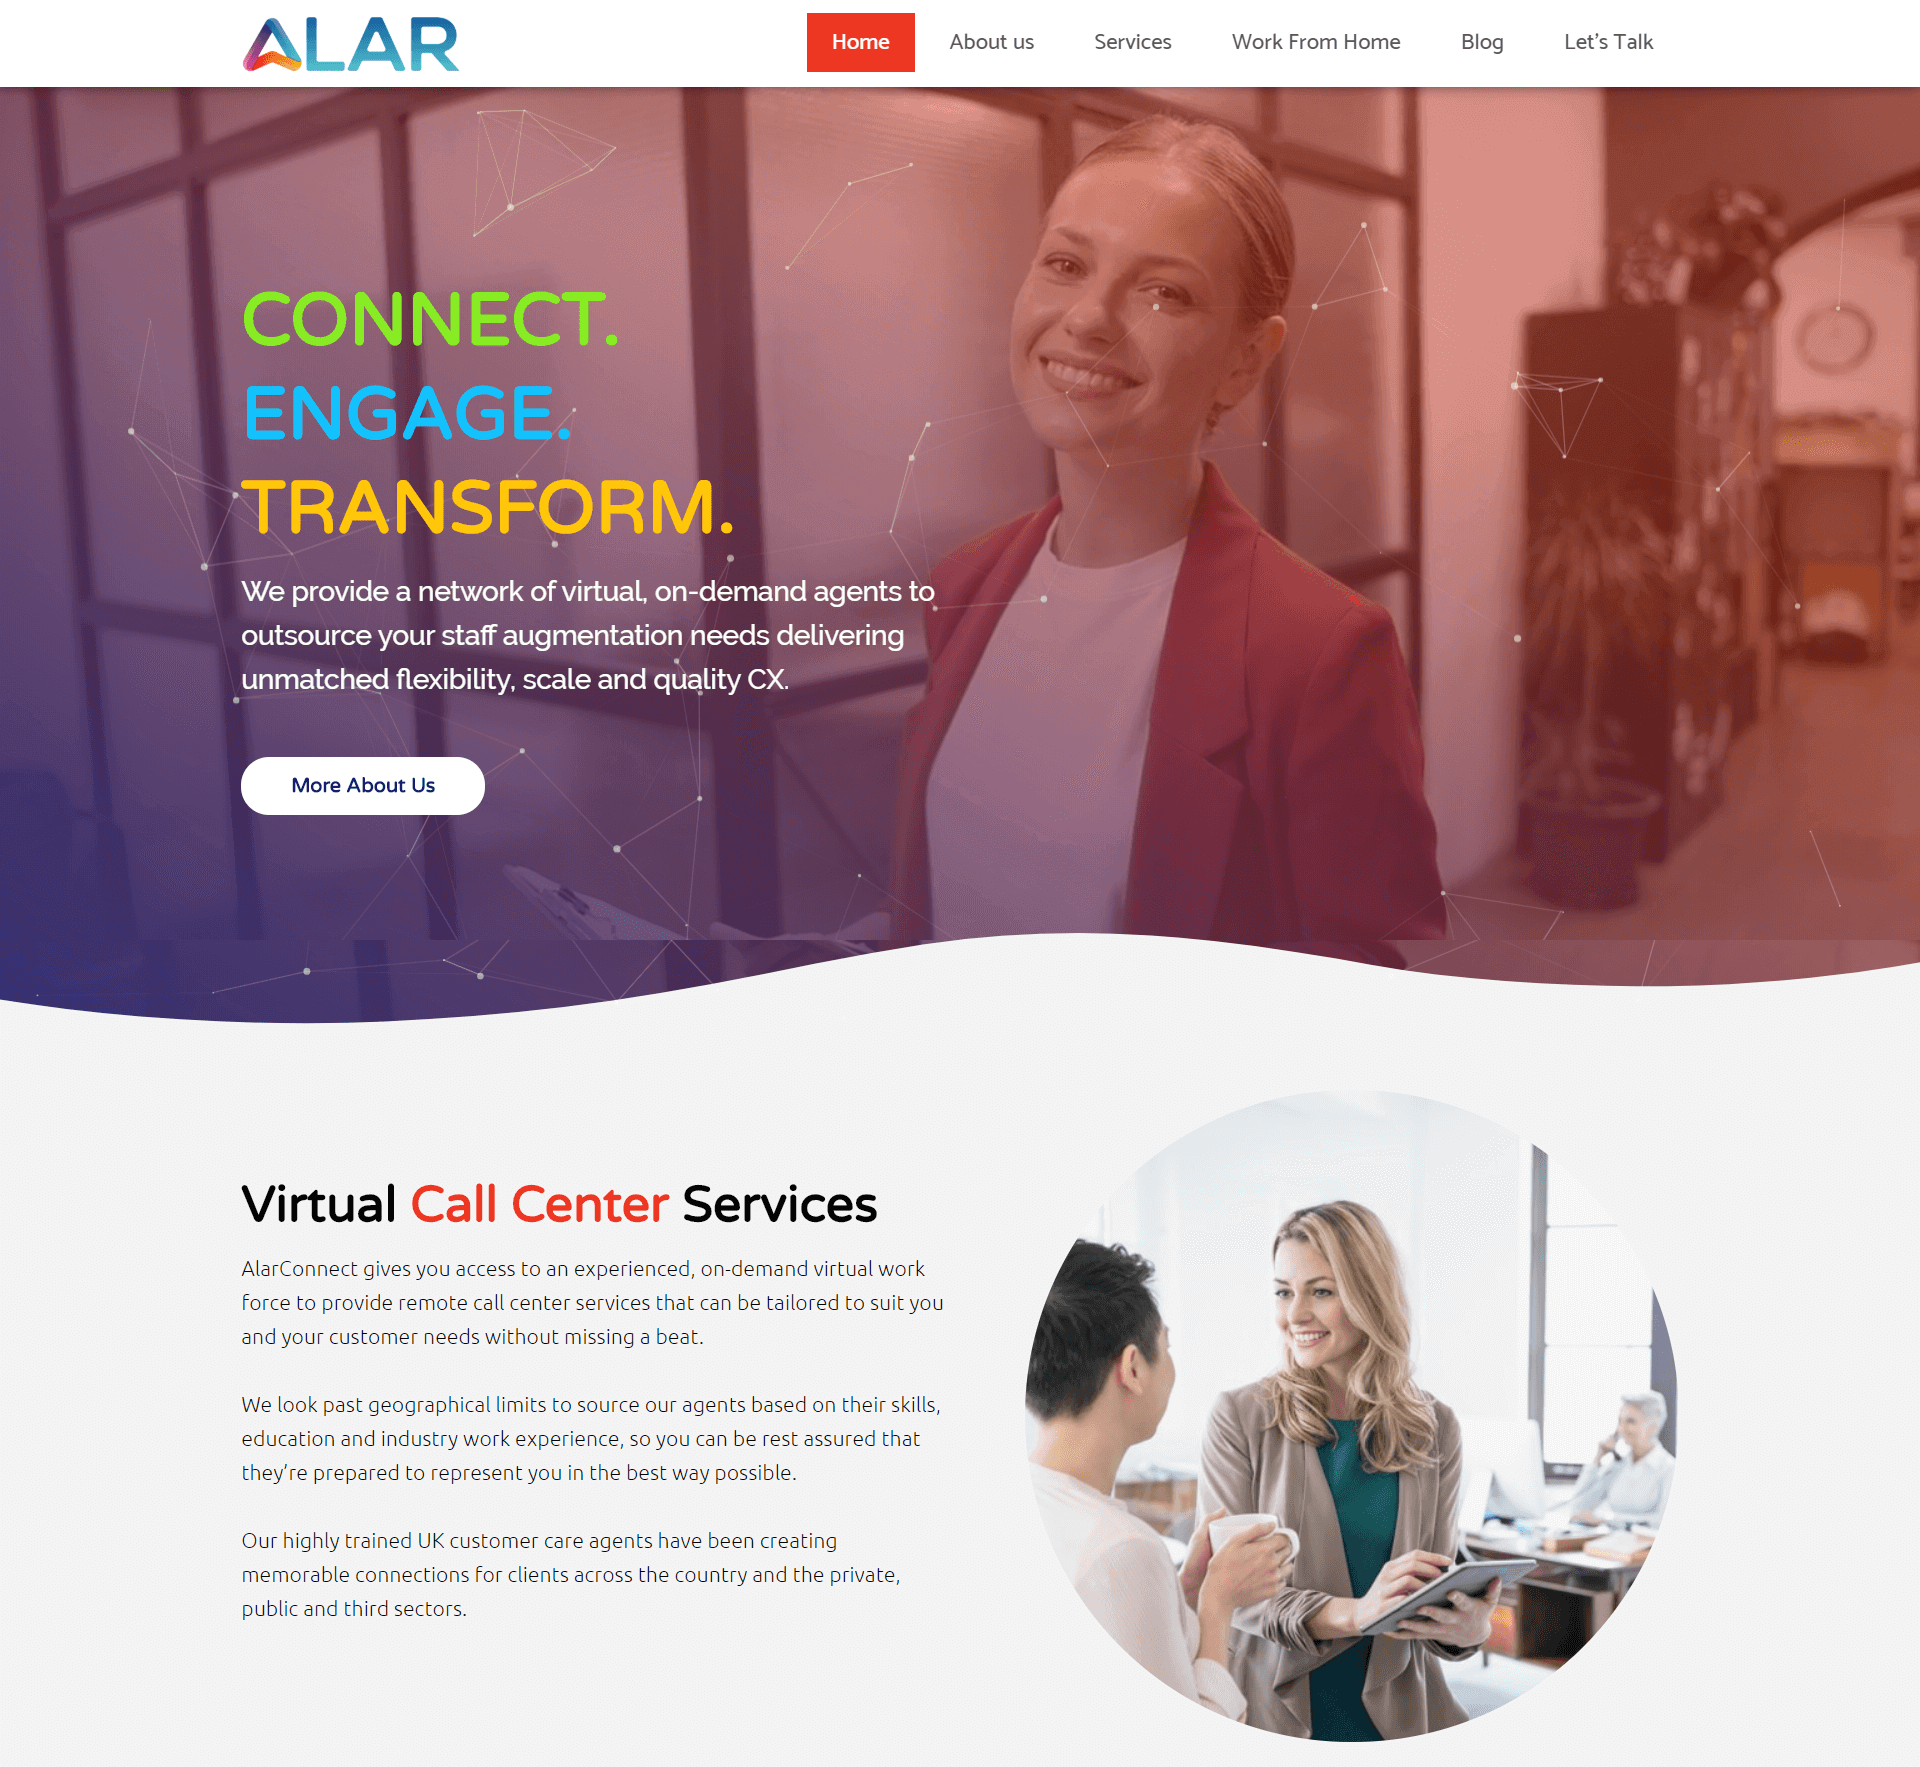 ALAR
Home
About us
Services
Work From Home
Blog
Let's Talk
CONNECT.
ENGAGE.
TRANSFORM.
We provide a network of virtual, on-demand agents to
outsource your staff augmentation needs delivering
unmatched flexibility, scale and quality CX.
More About Us
Virtual Call Center Services
AlarConnect gives you access to an experienced, on-demand virtual work
force to provide remote call center services that can be tailored to suit you
and your customer needs without missing a beat.
We look past geographical limits to source our agents based on their skills,
education and industry work experience, so you can be rest assured that
they’re prepared to represent you in the best way possible.
Our highly trained UK customer care agents have been creating
memorable connections for clients across the country and the private,
public and third sectors.